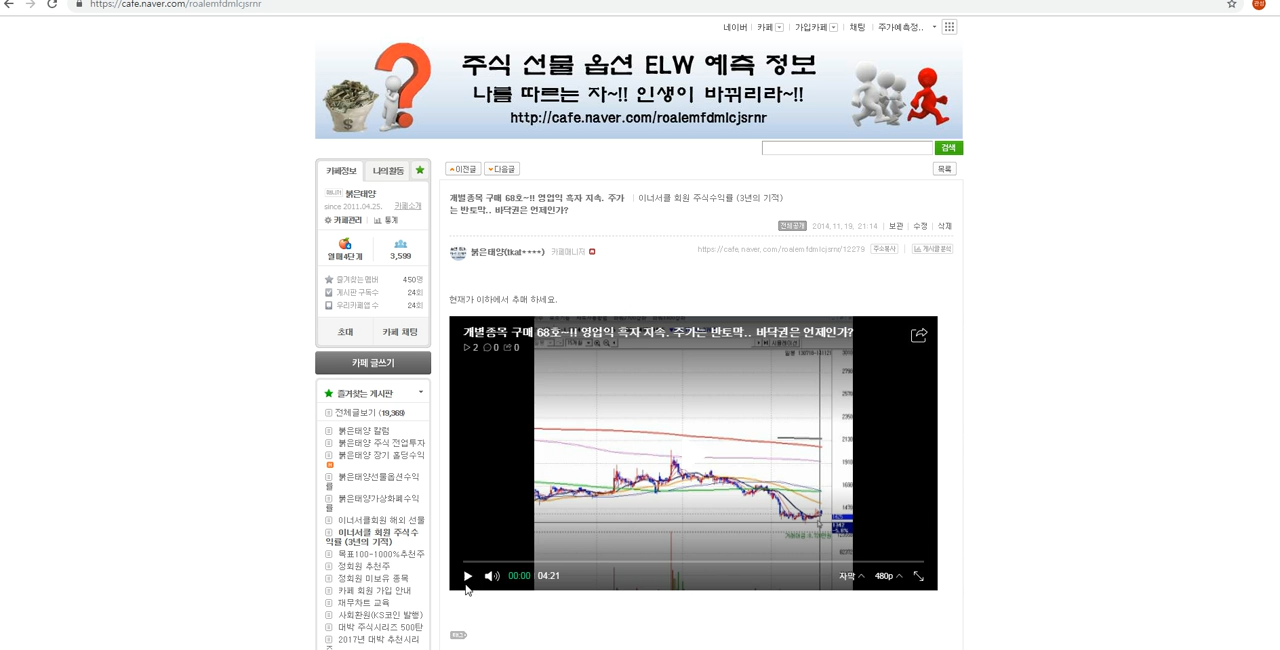 https://cafe.naver.com/roalemfdmlcjsrnr
네이버 카페 가입카페 채팅 주가예측정..
주식 선물 옵션 ELW 예측 정보
나를 따르는 자~!! 인생이 바뀌리라~!!
http://cafe.naver.com/roalemfdmlcjsrnr
검색
카페정보 나의활동
이전글 다음글 목록
매니저 붉은태양
since 2011.04.25. 카페소개
카페관리 통계
열매4단계 3,599
즐겨찾는 멤버 450명
게시판 구독수 24회
우리카페앱 수 24회
초대 카페 채팅
카페 글쓰기
즐겨찾는 게시판
전체글보기 (19,369)
붉은태양 칼럼
붉은태양 주식 전업투자
붉은태양 장기 홀딩수익
붉은태양선물옵션수익
률
붉은태양가상화폐수익
률
이너서클회원 해외 선물
이너서클 회원 주식수
익률 (3년의 기적)
목표100-1000%추천주
정회원 추천주
정회원 미보유 종목
카페 회원 가입 안내
재무차트 교육
사회환원(KS코인 발행)
대박 주식시리즈 500탄
2017년 대박 추천시리
개별종목 구매 68호~!! 영업익 흑자 지속. 주가 이너서클 회원 주식수익률 (3년의 기적)
는 반토막.. 바닥권은 언제인가?
전체공개 2014.11.19. 21:14 보관 수정 삭제
붉은태양(tkat****) 카페매니저
https://cafe.naver.com/roalemfdmlcjsrnr/12279 주소복사 게시글 분석
현재가 이하에서 추매 하세요.
개별종목 구매 68호~!! 영업익 흑자 지속. 주가는 반토막.. 바닥권은 언제인가?
2 0 0
00:00 04:21 자막 480p
태그